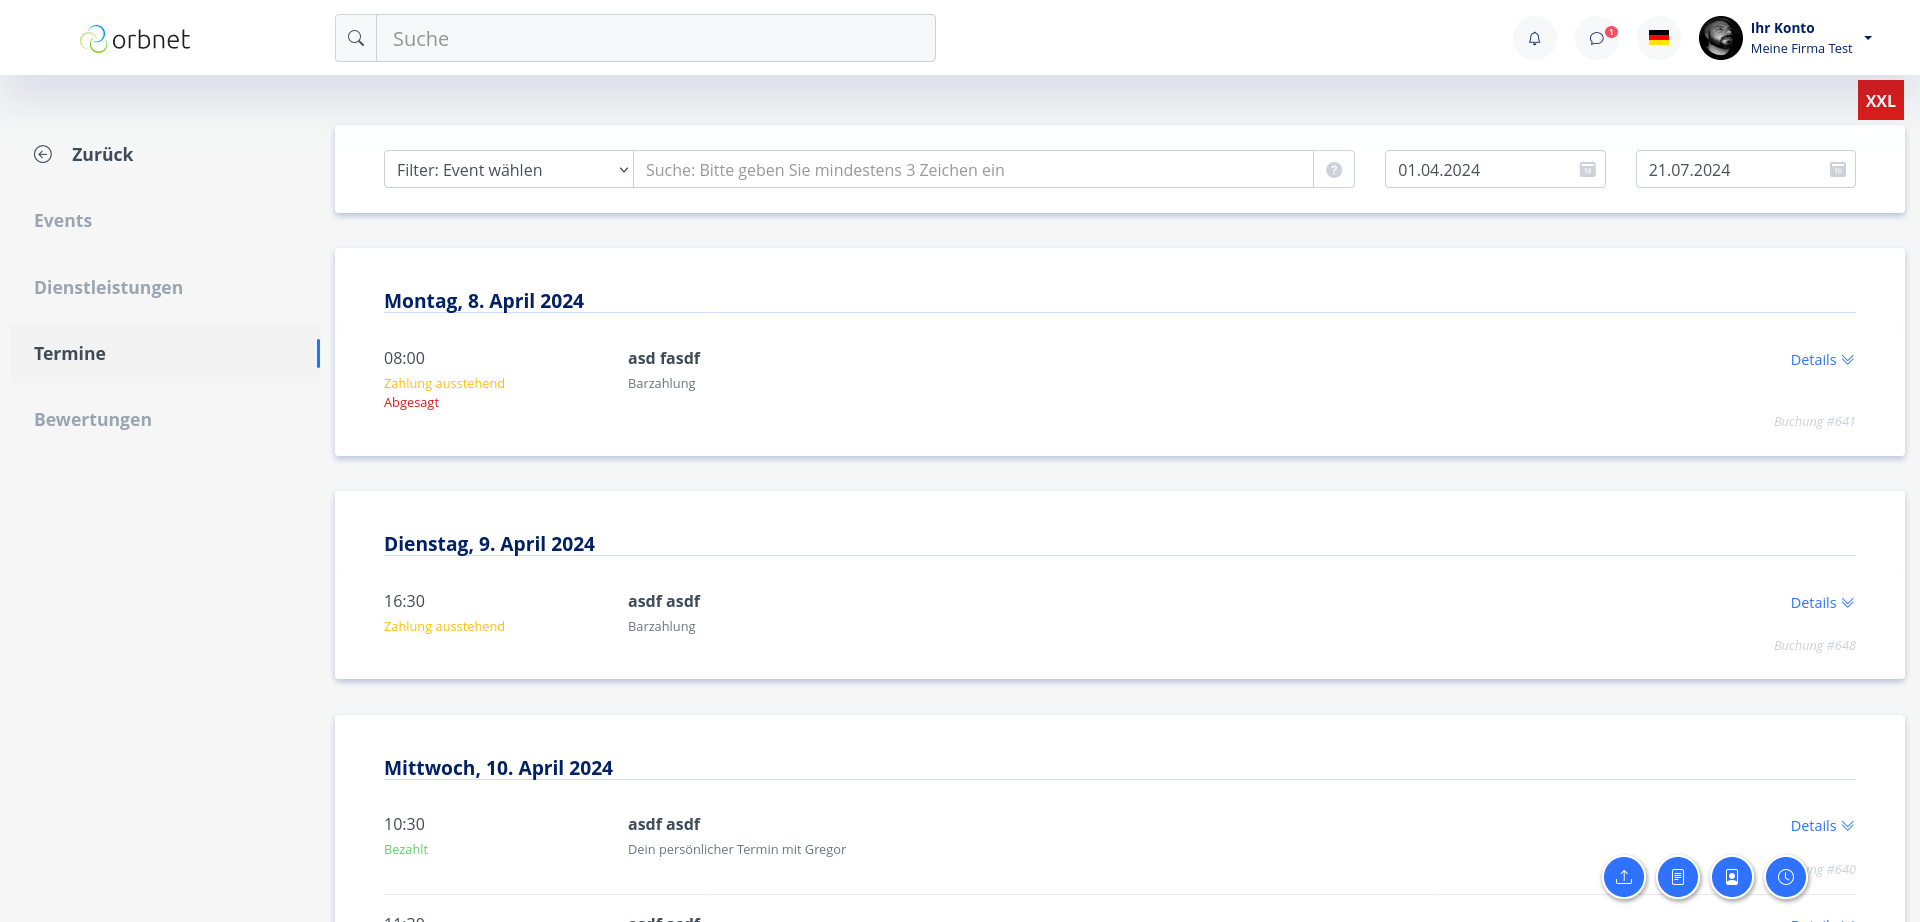 orbnet
Suche
1
Ihr Konto
Meine Firma Test
XXL
Zurück
Events
Dienstleistungen
Termine
Bewertungen
Filter: Event wählen
Suche: Bitte geben Sie mindestens 3 Zeichen ein
?
01.04.2024
19
21.07.2024
19
Montag, 8. April 2024
08:00
asd fasdf
Details
Zahlung ausstehend
Barzahlung
Abgesagt
Buchung #641
Dienstag, 9. April 2024
16:30
asdf asdf
Details
Zahlung ausstehend
Barzahlung
Buchung #648
Mittwoch, 10. April 2024
10:30
asdf asdf
Details
Bezahlt
Dein persönlicher Termin mit Gregor
#640